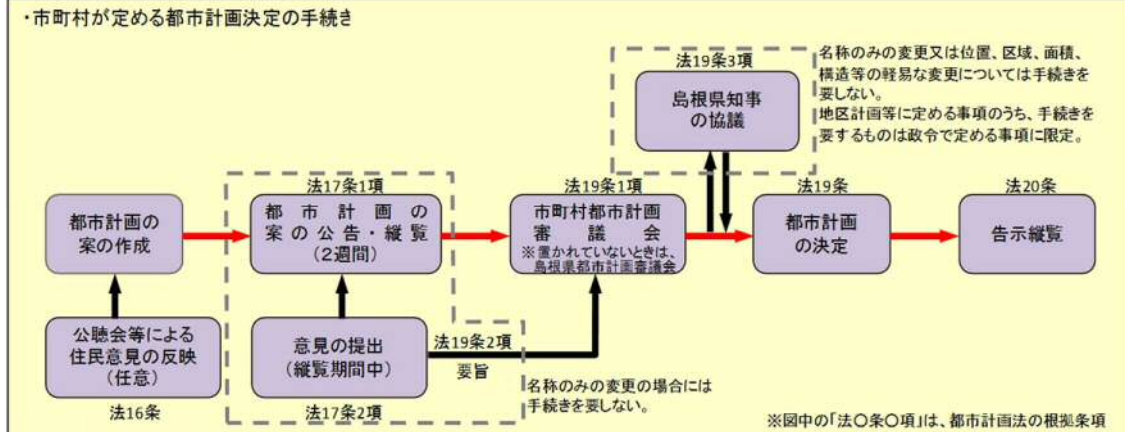 ・市町村が定める都市計画決定の手続き
法19条3項
島根県知事
の協議
名称のみの変更又は位置、区域、面積、
構造等の軽易な変更については手続きを
要しない。
地区計画等に定める事項のうち、手続きを
要するものは政令で定める事項に限定。
都市計画の
案の作成
法17条1項
都市計画の
案の公告・縦覧
(2週間)
法19条1項
市町村都市計画
審議会
※置かれていないときは、
島根県都市計画審議会
法19条
都市計画
の決定
法20条
告示縦覧
公聴会等による
住民意見の反映
(任意)
法16条
意見の提出
(縦覧期間中)
法17条2項
法19条2項
要旨
名称のみの変更の場合には
手続きを要しない。
※図中の「法〇条〇項」は、都市計画法の根拠条項